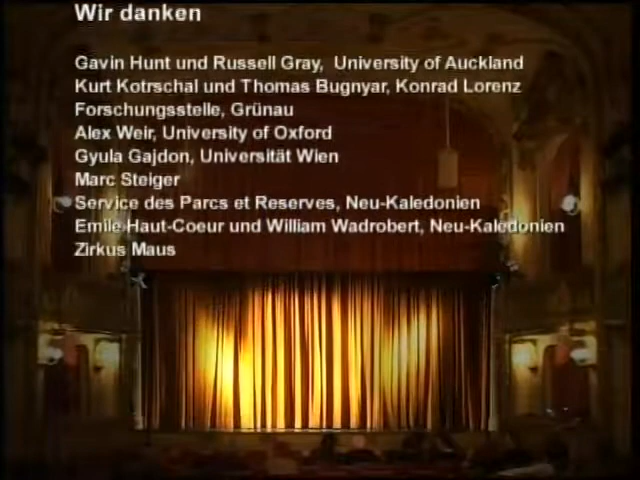 Wir danken
Gavin Hunt und Russell Gray, University of Auckland
Kurt Kotrschal und Thomas Bugnyar, Konrad Lorenz
Forschungsstelle, Grünau
Alex Weir, University of Oxford
Gyula Gajdon, Universität Wien
Marc Steiger
Service des Parcs et Reserves, Neu-Kaledonien
Emile Haut-Coeur und William Wadrobert, Neu-Kaledonien
Zirkus Maus